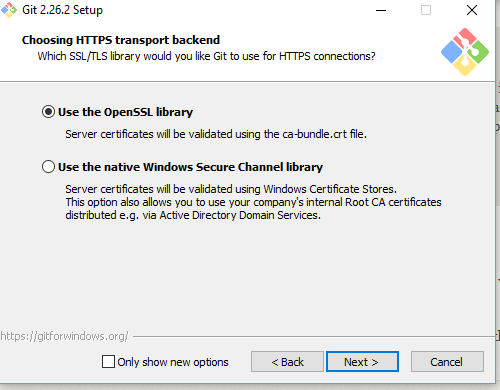 Git 2.26.2 Setup
Choosing HTTPS transport backend
Which SSL/TLS library would you like Git to use for HTTPS connections?
Use the OpenSSL library
Server certificates will be validated using the ca-bundle.crt file.
Use the native Windows Secure Channel library
Server certificates will be validated using Windows Certificate Stores.
This option also allows you to use your company's internal Root CA certificates
distributed e.g. via Active Directory Domain Services.
https://gitforwindows.org/
Only show new options
< Back
Next >
Cancel